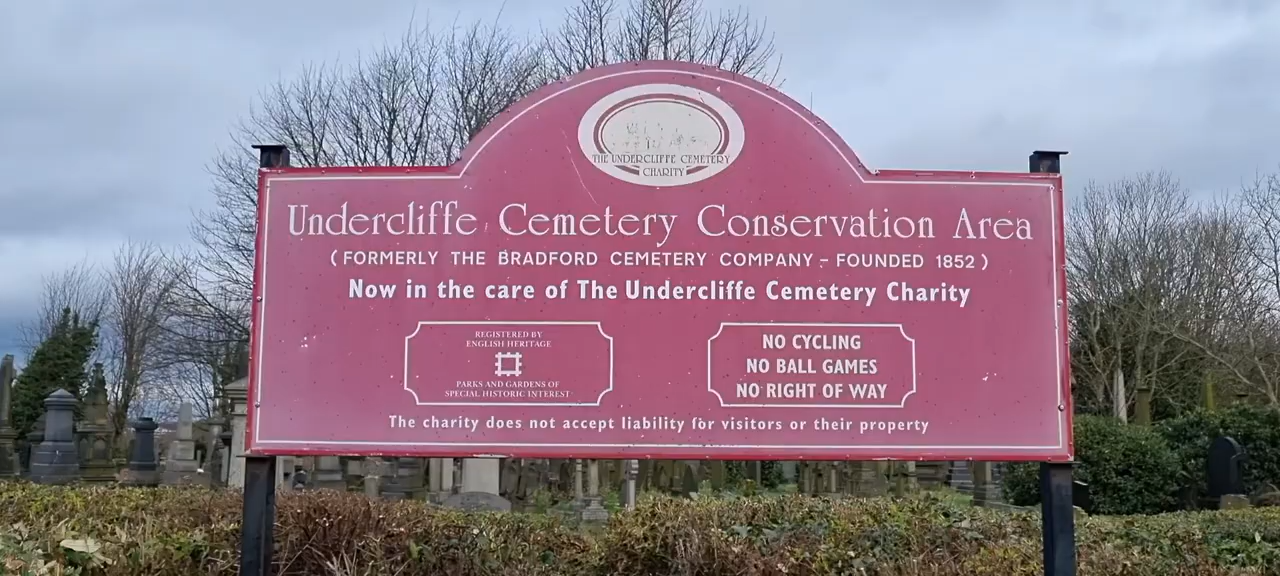 THE UNDERCLIFFE CEMETERY
CHARITY
Undercliffe Cemetery Conservation Area
(FORMERLY THE BRADFORD CEMETERY COMPANY - FOUNDED 1852)
Now in the care of The Undercliffe Cemetery Charity
REGISTERED BY
ENGLISH HERITAGE
PARKS AND GARDENS OF
SPECIAL HISTORIC INTEREST
NO CYCLING
NO BALL GAMES
NO RIGHT OF WAY
The charity does not accept liability for visitors or their property